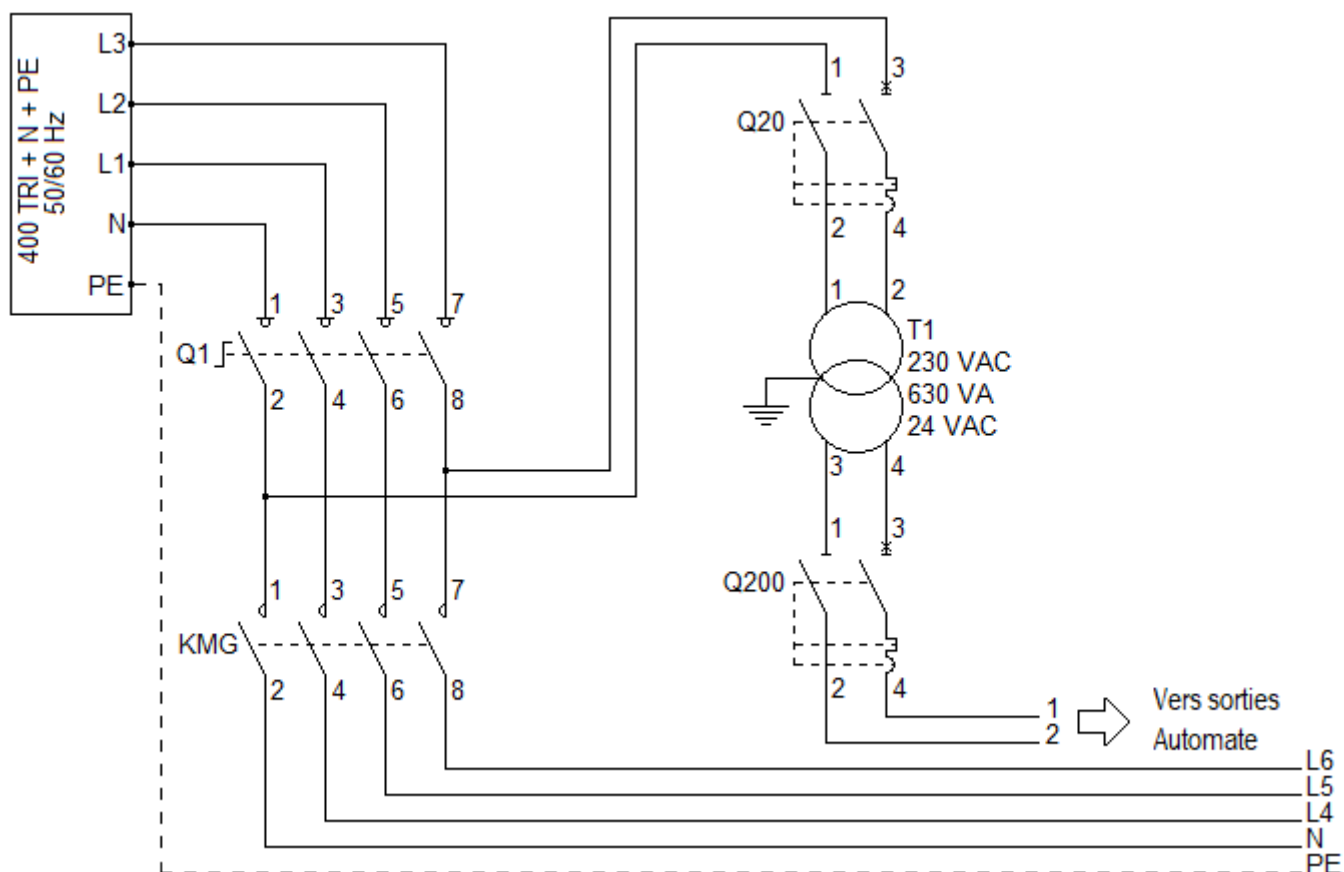 400 TRI + N + PE
50/60 Hz
L3
L2
L1
N
PE
1 3 5 7
Q1
2 4 6 8
1 3 5 7
KMG
2 4 6 8
1 3
Q20
2 4
1 2
T1
230 VAC
630 VA
24 VAC
3 4
1 3
Q200
2 4
1
2
Vers sorties
Automate
L6
L5
L4
N
PE